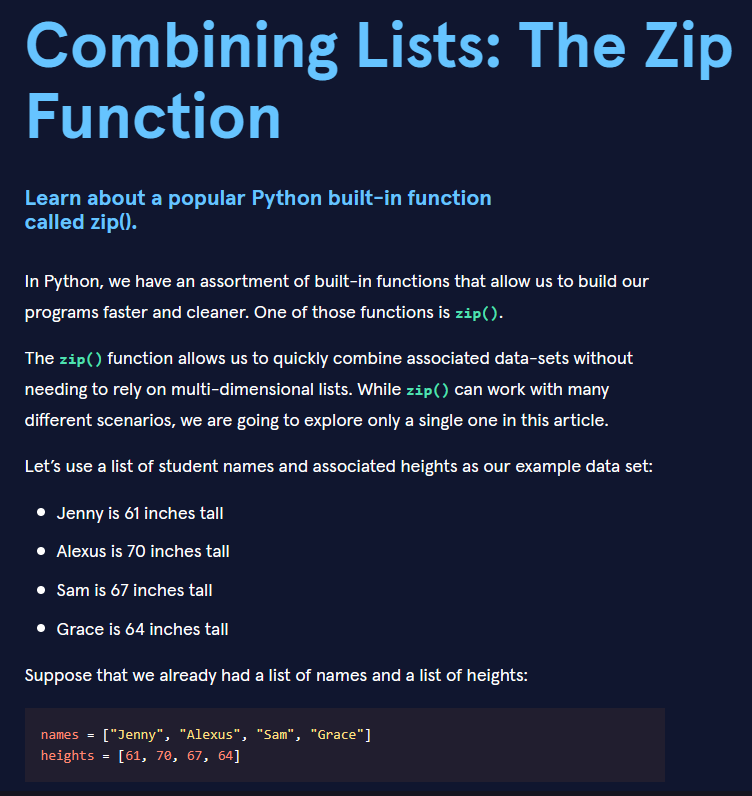 Combining Lists: The Zip
Function
Learn about a popular Python built-in function
called zip().
In Python, we have an assortment of built-in functions that allow us to build our
programs faster and cleaner. One of those functions is zip().
The zip() function allows us to quickly combine associated data-sets without
needing to rely on multi-dimensional lists. While zip() can work with many
different scenarios, we are going to explore only a single one in this article.
Let’s use a list of student names and associated heights as our example data set:
• Jenny is 61 inches tall
• Alexus is 70 inches tall
• Sam is 67 inches tall
• Grace is 64 inches tall
Suppose that we already had a list of names and a list of heights:
names = ["Jenny", "Alexus", "Sam", "Grace"]
heights = [61, 70, 67, 64]